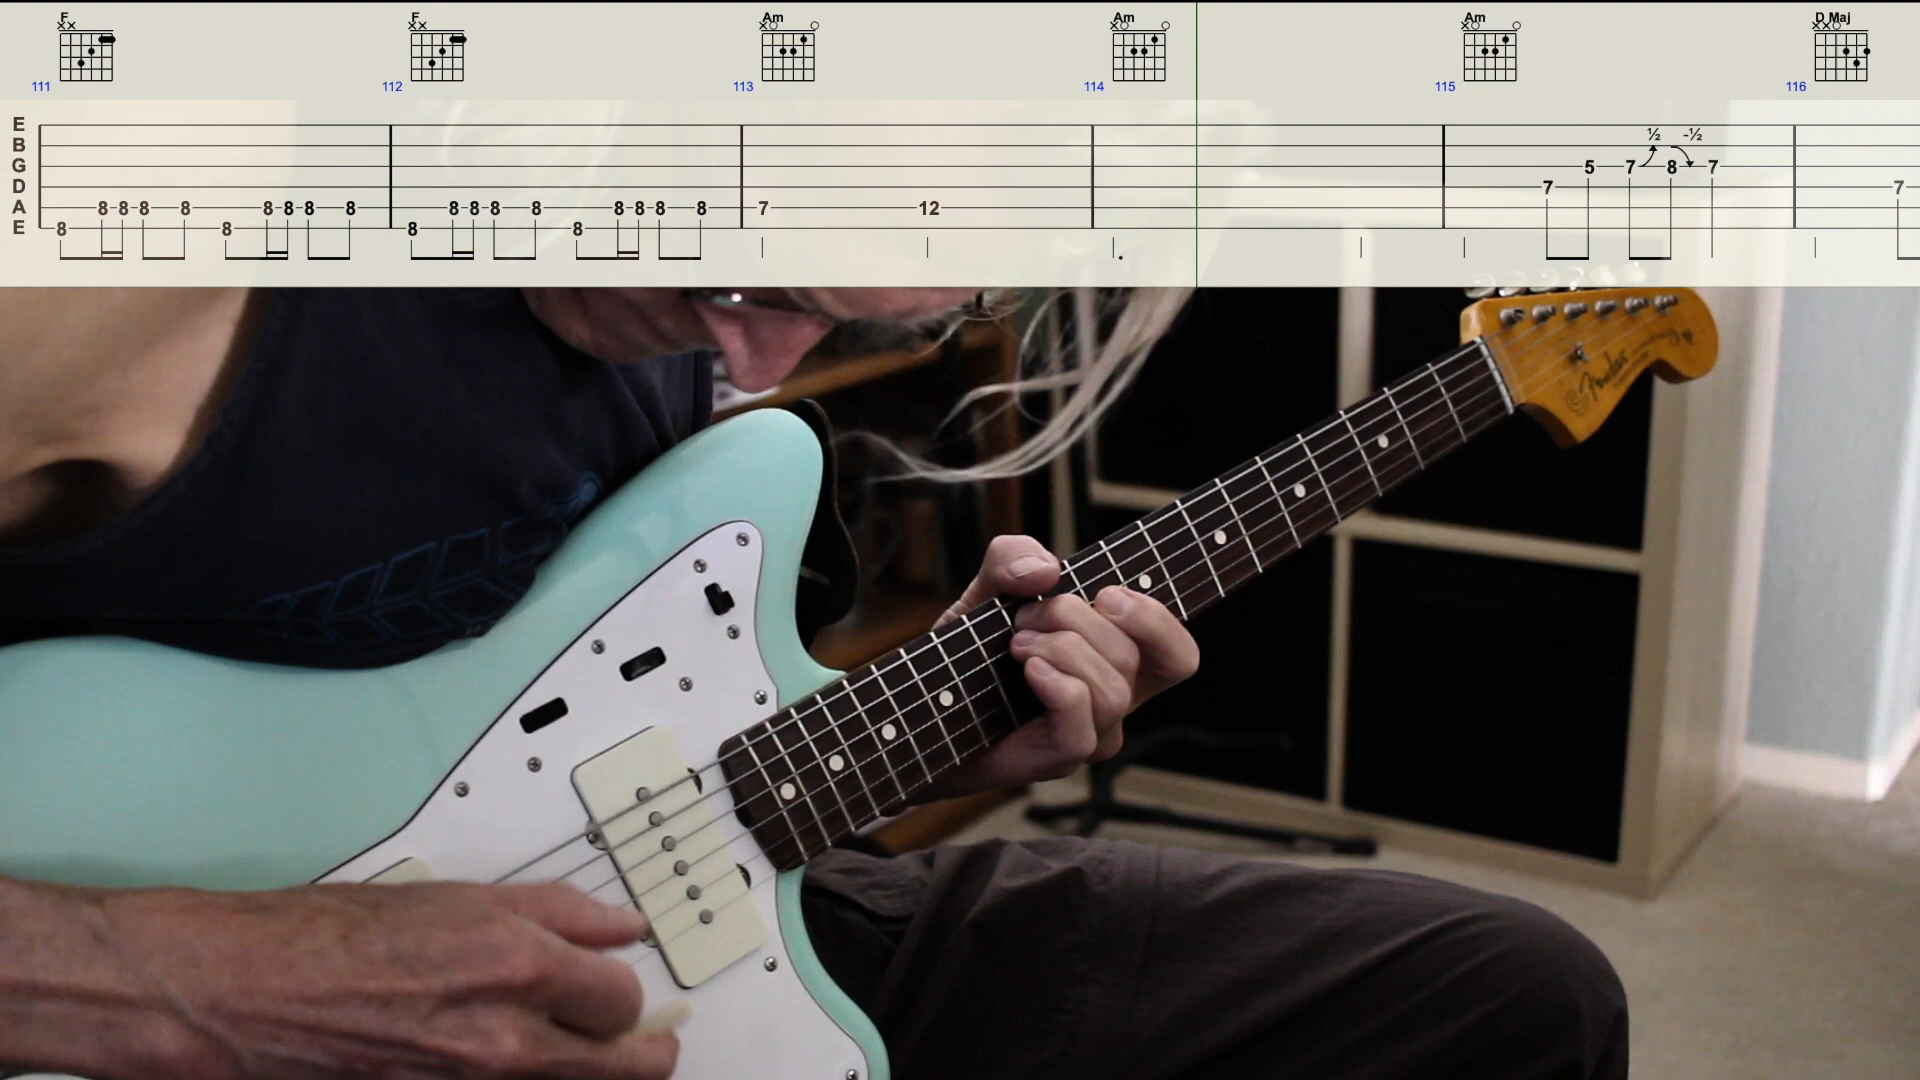 F F Am Am Am D Maj
×× ×× ×○ ○ ×○ ○ ×○ ○ ××○
111 112 113 114 115 116
E
B ½ -½
G 5 7 8 7
D 7 7
A 8 8 8 8 8 8 8 8 8 8 8 8 8 8 8 8 7 12
E 8 8 8 8
Fender